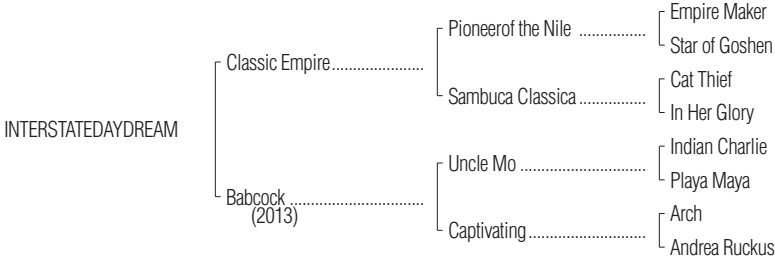 Empire Maker
Pioneerof the Nile ................
Star of Goshen
Classic Empire......................
Cat Thief
Sambuca Classica ................
In Her Glory
INTERSTATEDAYDREAM
Indian Charlie
Uncle Mo ..............................
Playa Maya
Babcock ................................
(2013)
Arch
Captivating............................
Andrea Ruckus